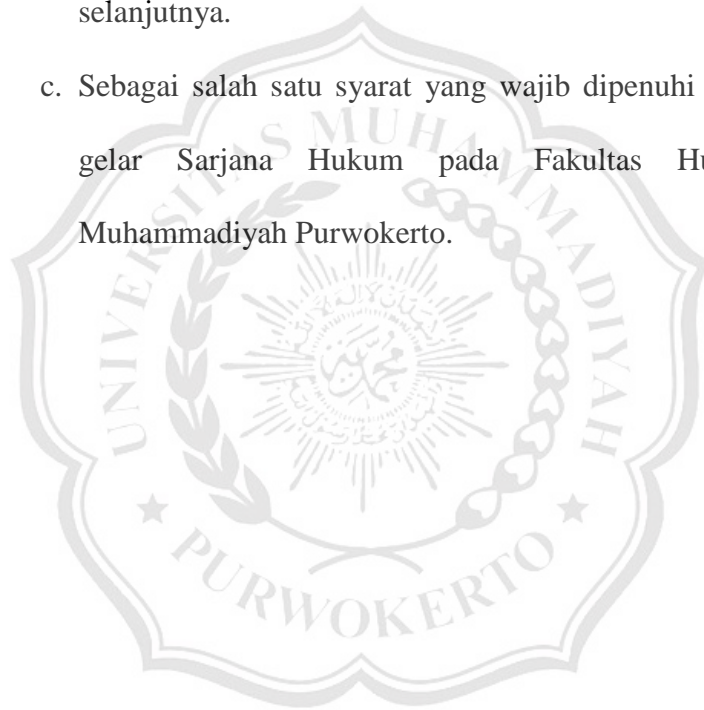 selanjutnya.
c. Sebagai salah satu syarat yang wajib dipenuhi
gelar Sarjana Hukum pada Fakultas Hu
Muhammadiyah Purwokerto.
UNIVERSITAS MUHAMMADIYAH
PURWOKERTO